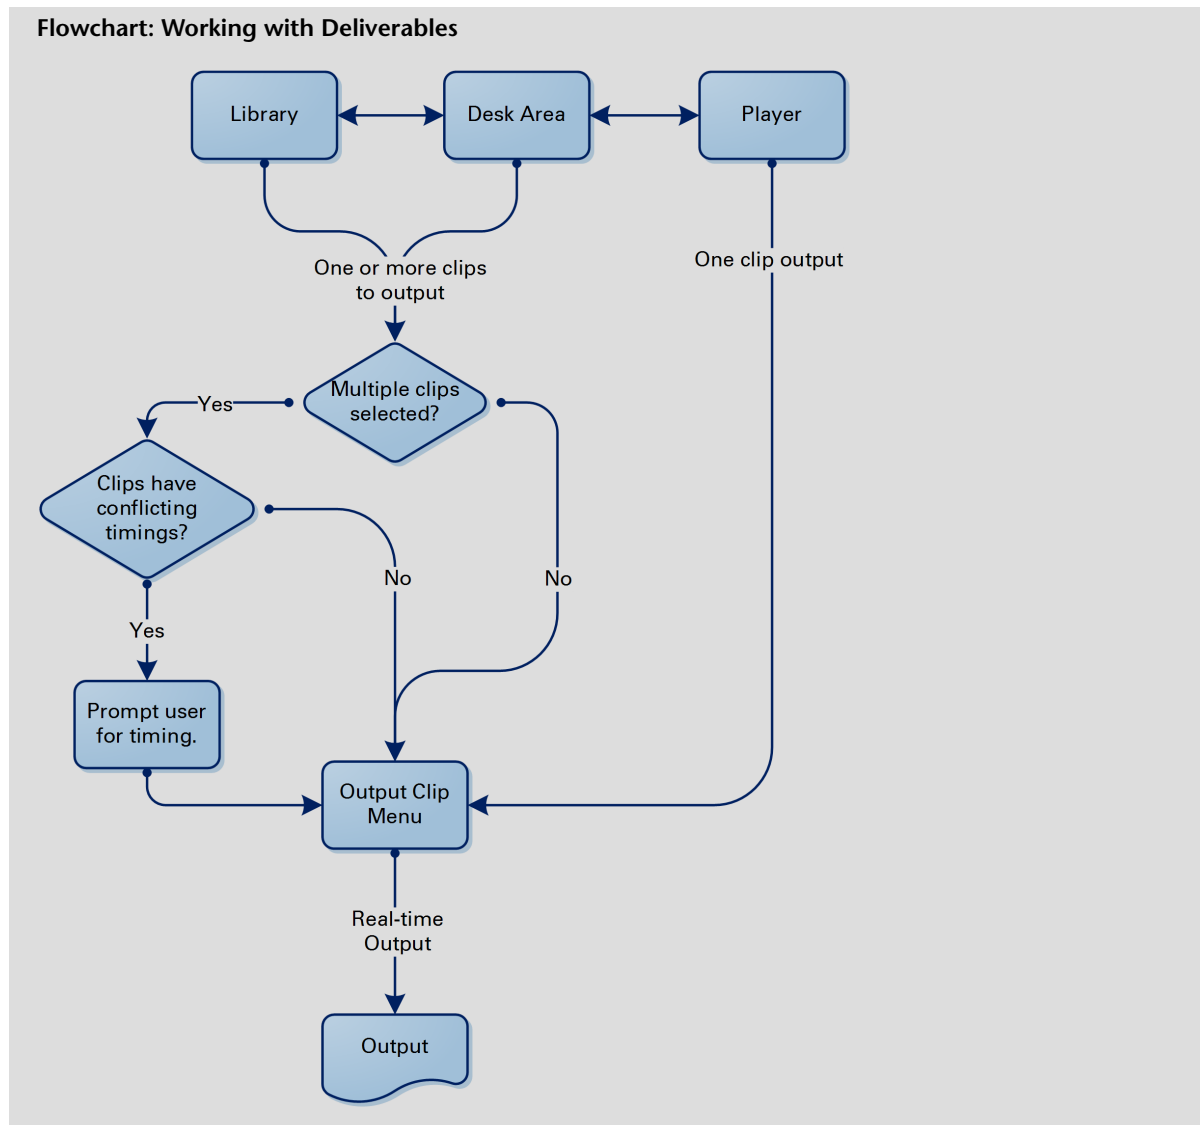 Flowchart: Working with Deliverables
Library
Desk Area
Player
One clip output
One or more clips
to output
Multiple clips
selected?
Yes
Clips have
conflicting
timings?
No
No
Yes
Prompt user
for timing.
Output Clip
Menu
Real-time
Output
Output